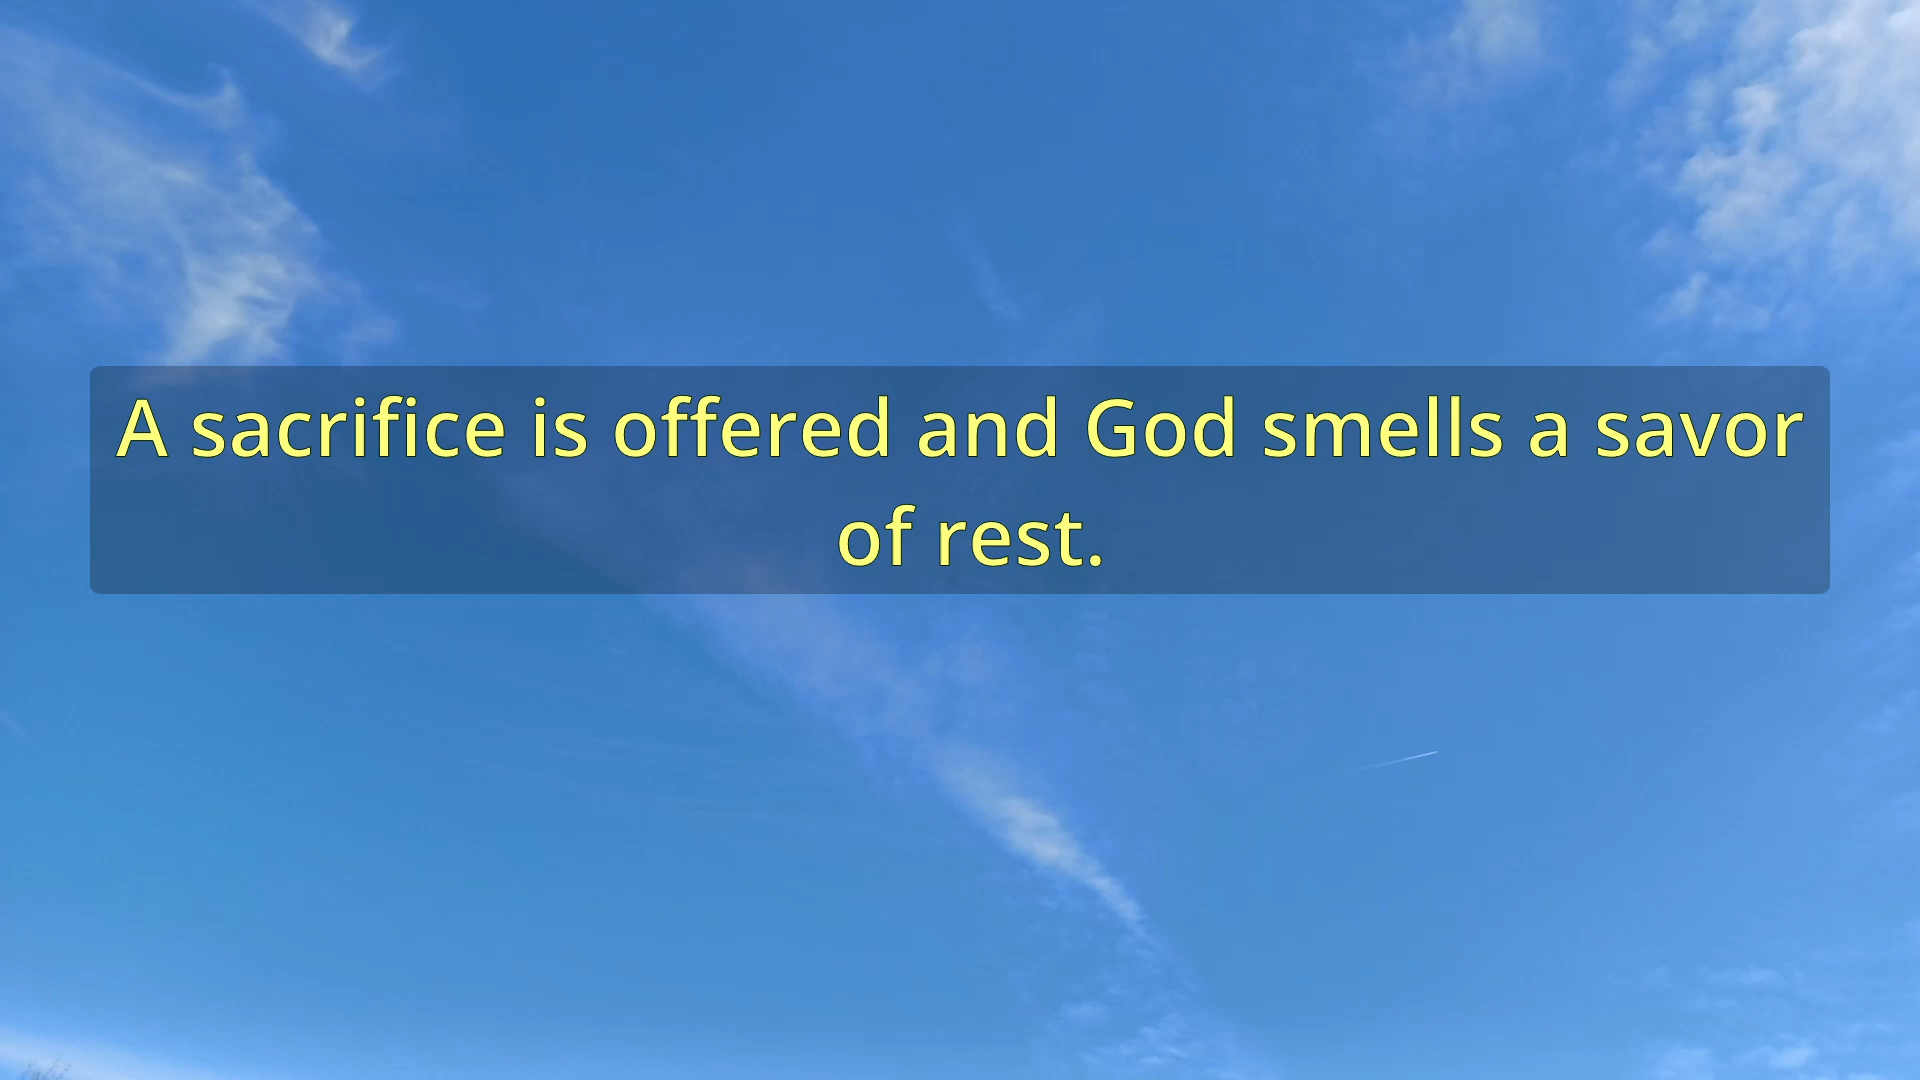 A sacrifice is offered and God smells a savor
of rest.